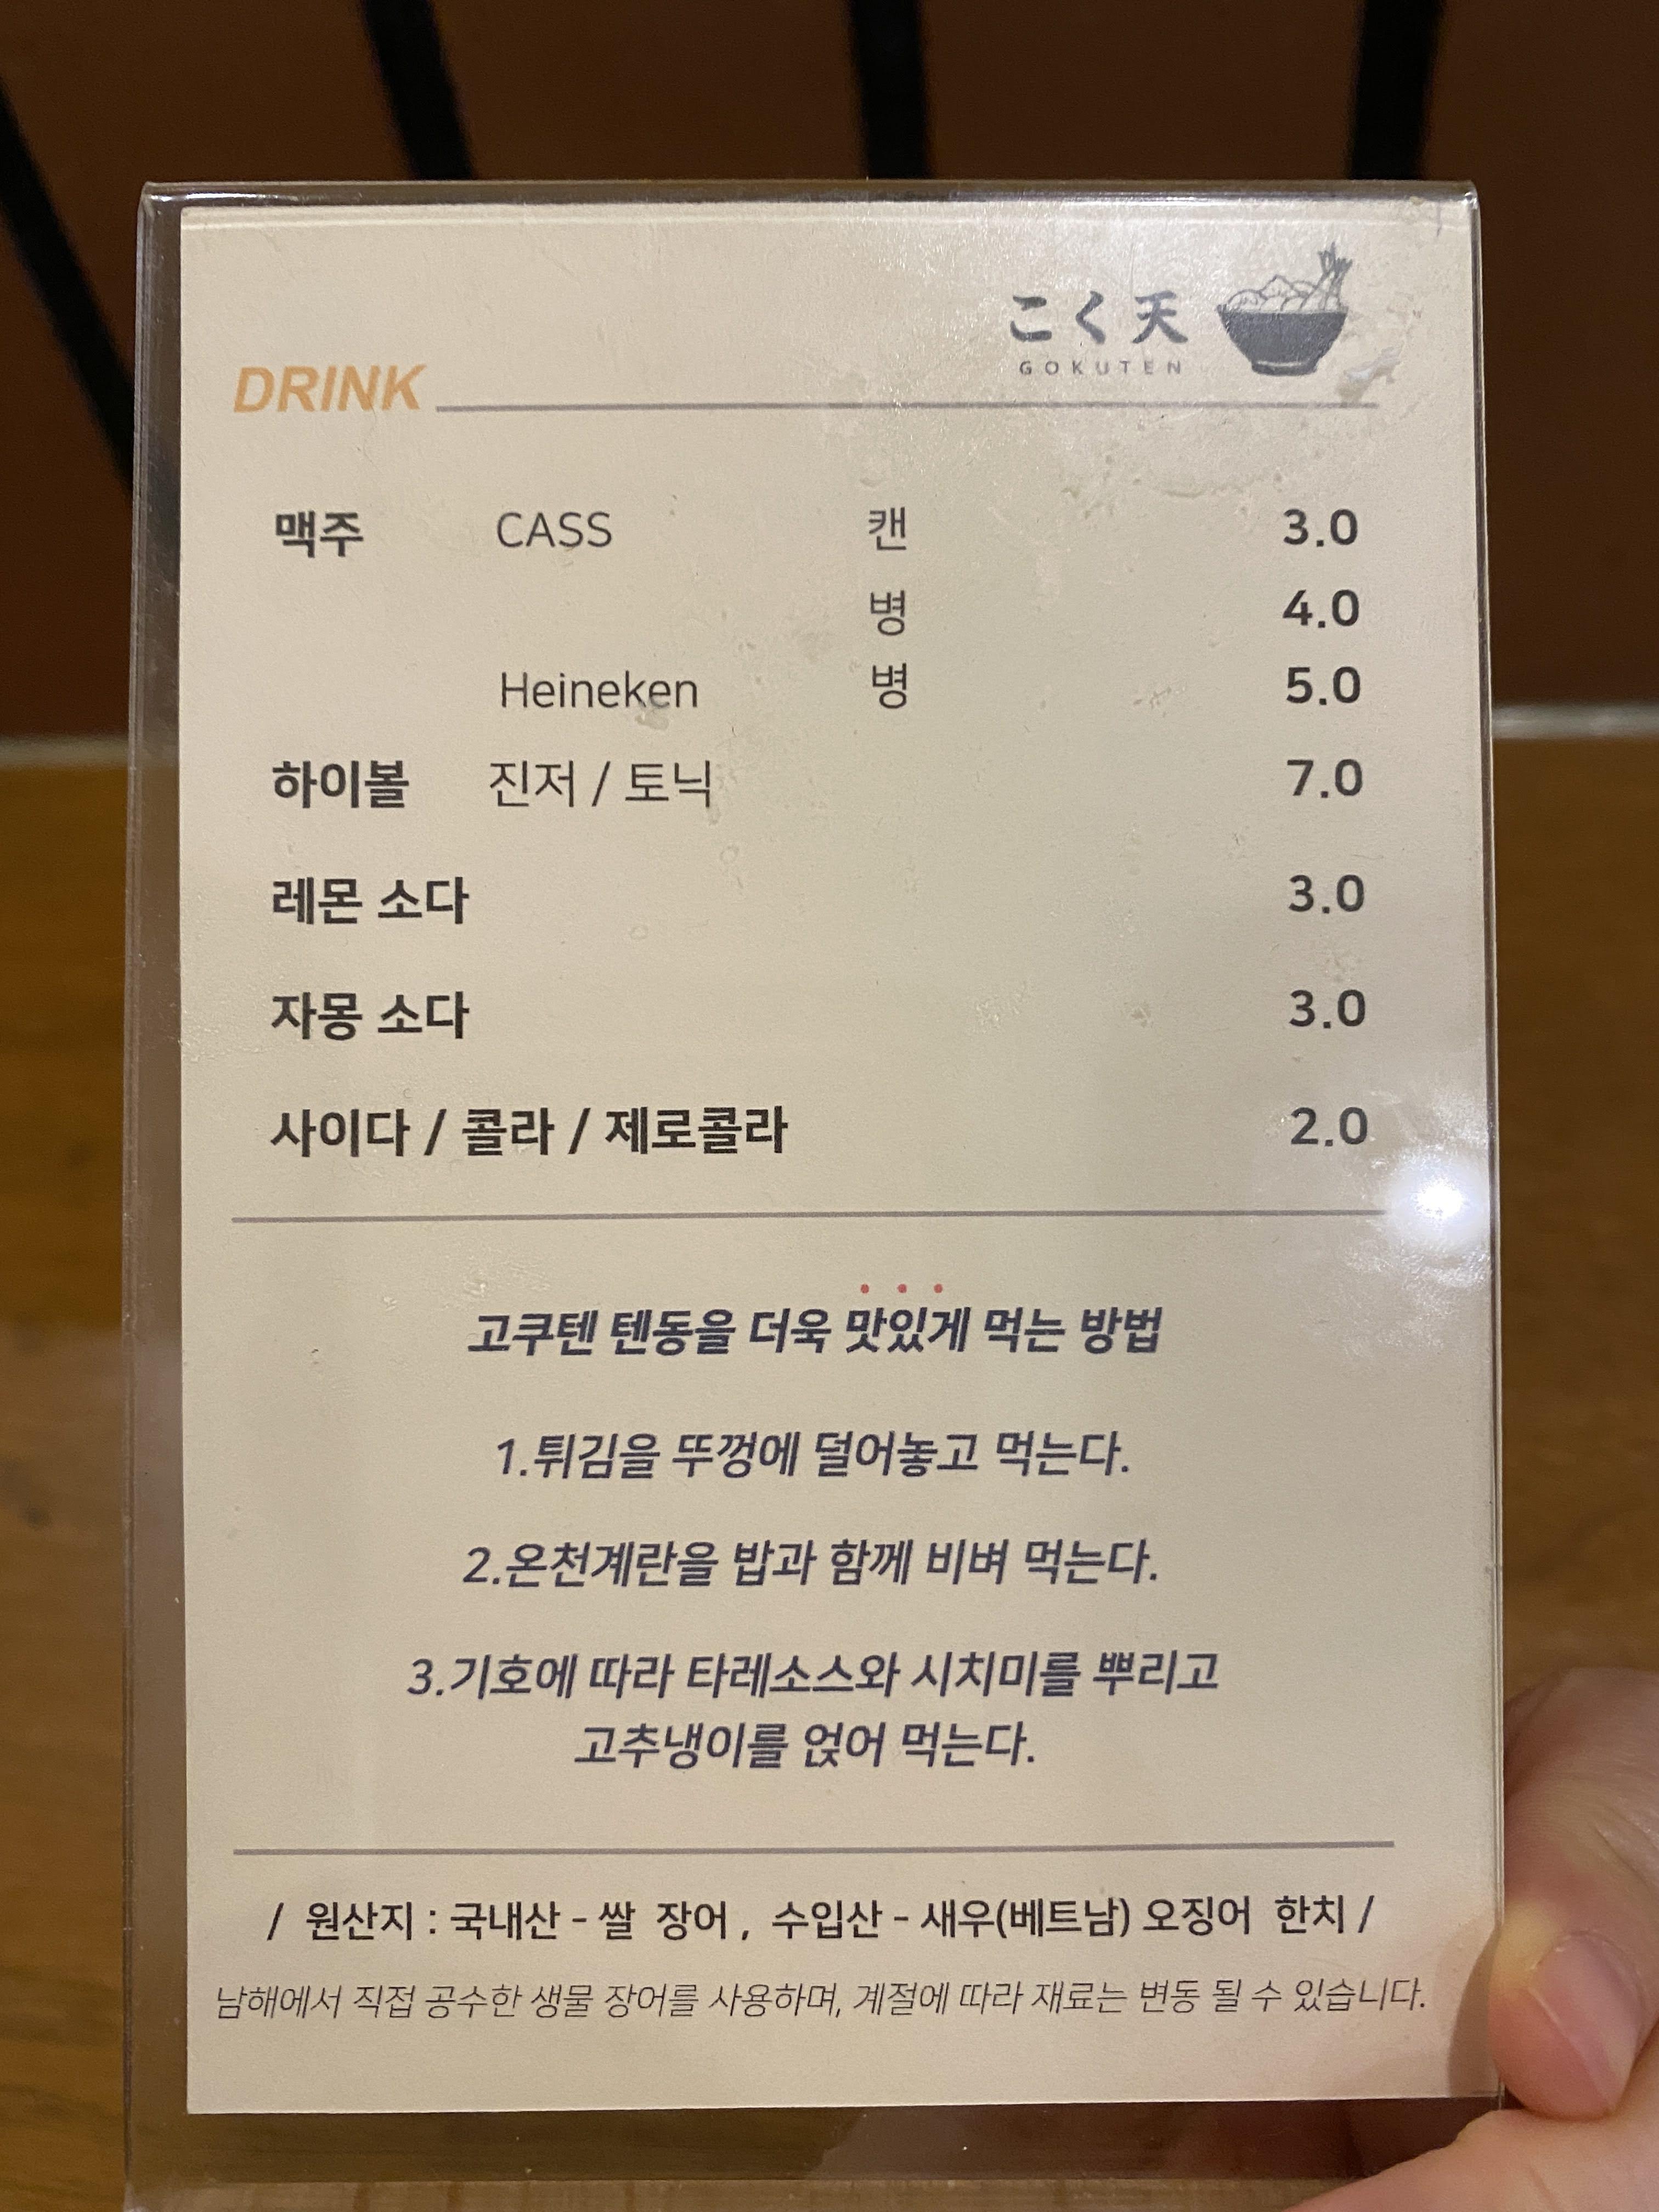 こく天
GOKUTEN
DRINK
맥주 CASS 캔 3.0
병 4.0
Heineken 병 5.0
하이볼 진저 / 토닉 7.0
레몬 소다 3.0
자몽 소다 3.0
사이다 / 콜라 / 제로콜라 2.0
고쿠텐 텐동을 더욱 맛있게 먹는 방법
1.튀김을 뚜껑에 덜어놓고 먹는다.
2.온천계란을 밥과 함께 비벼 먹는다.
3.기호에 따라 타레소스와 시치미를 뿌리고
고추냉이를 얹어 먹는다.
/ 원산지 : 국내산 - 쌀 장어 , 수입산 - 새우(베트남) 오징어 한치 /
남해에서 직접 공수한 생물 장어를 사용하며, 계절에 따라 재료는 변동 될 수 있습니다.